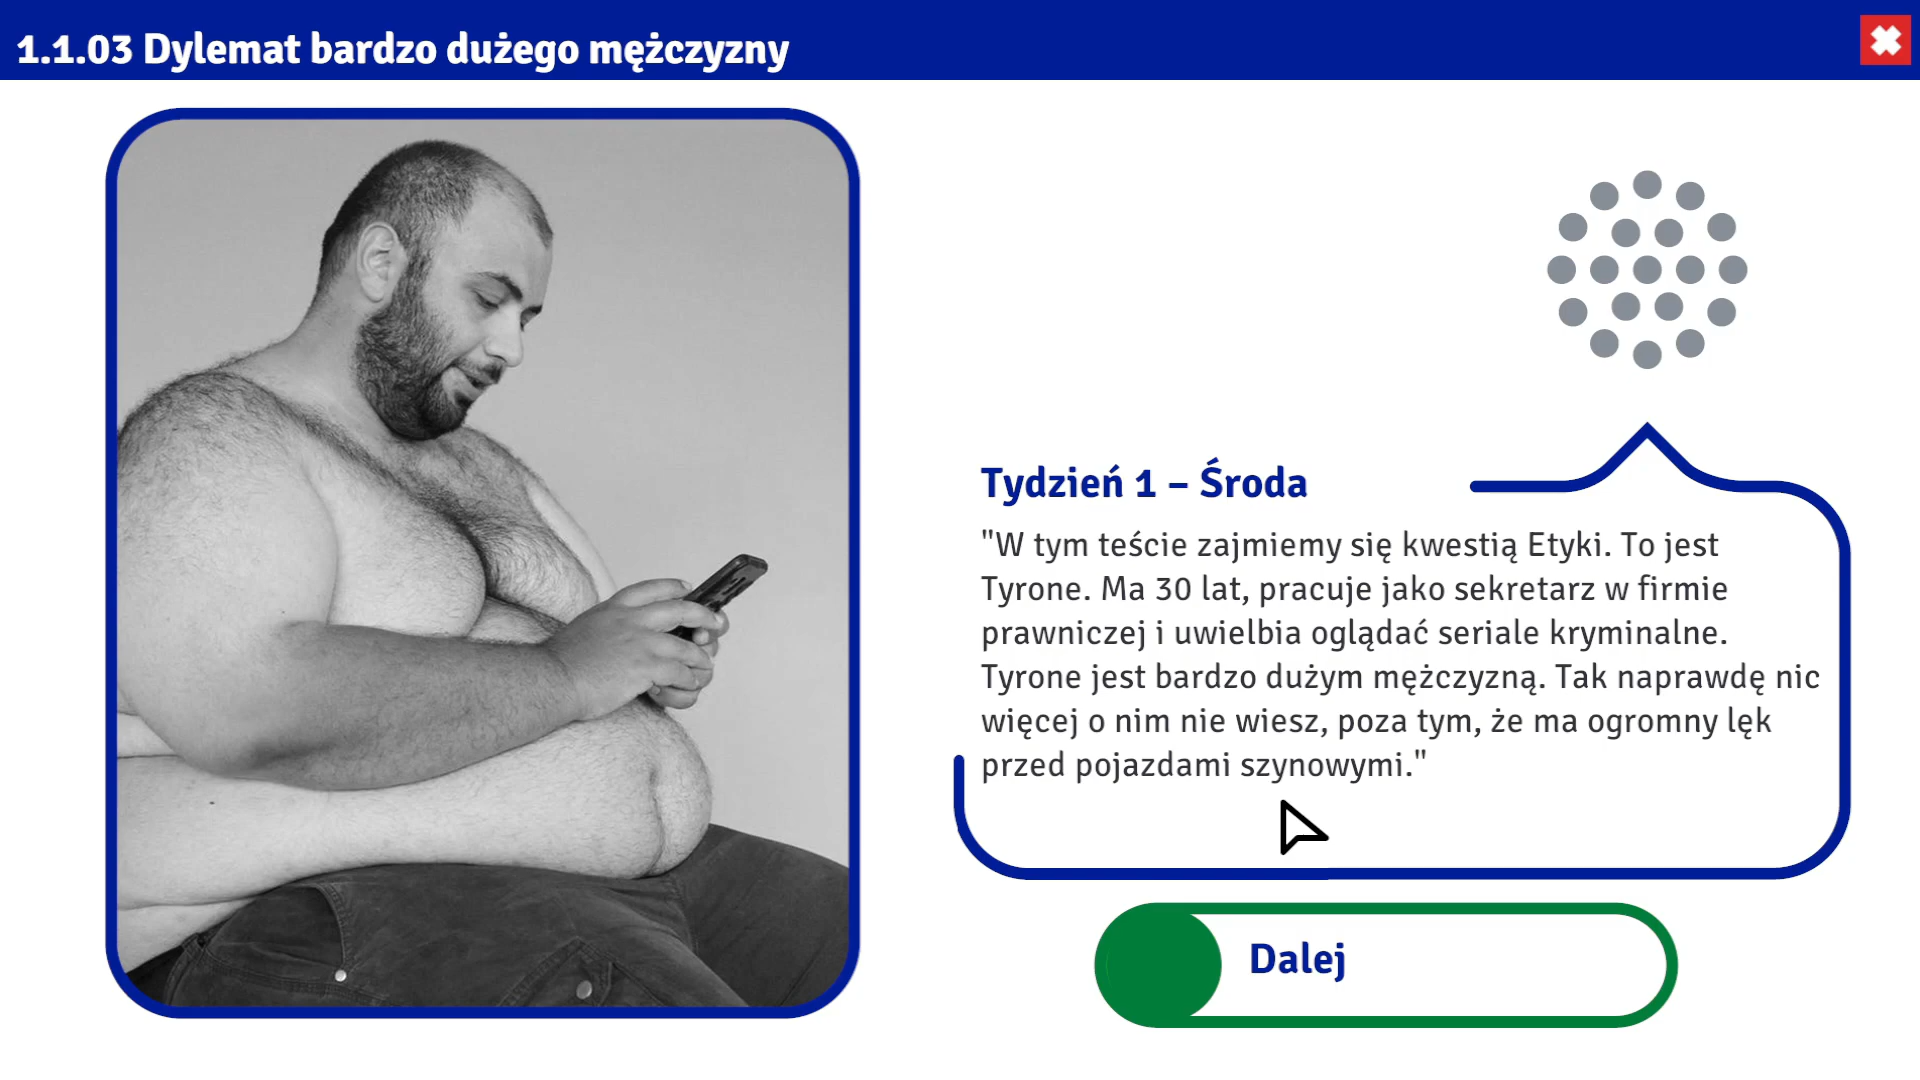 1.1.03 Dylemat bardzo dużego mężczyzny
Tydzień 1 – Środa
"W tym teście zajmiemy się kwestią Etyki. To jest
Tyrone. Ma 30 lat, pracuje jako sekretarz w firmie
prawniczej i uwielbia oglądać seriale kryminalne.
Tyrone jest bardzo dużym mężczyzną. Tak naprawdę nic
więcej o nim nie wiesz, poza tym, że ma ogromny lęk
przed pojazdami szynowymi."
Dalej